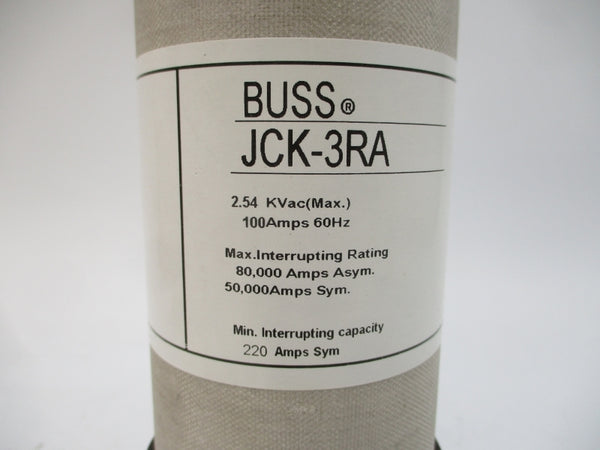 BUSS®
JCK-3RA
2.54 KVac(Max.)
100Amps 60Hz
Max.Interrupting Rating
80,000 Amps Asym.
50,000Amps Sym.
Min. Interrupting capacity
220 Amps Sym